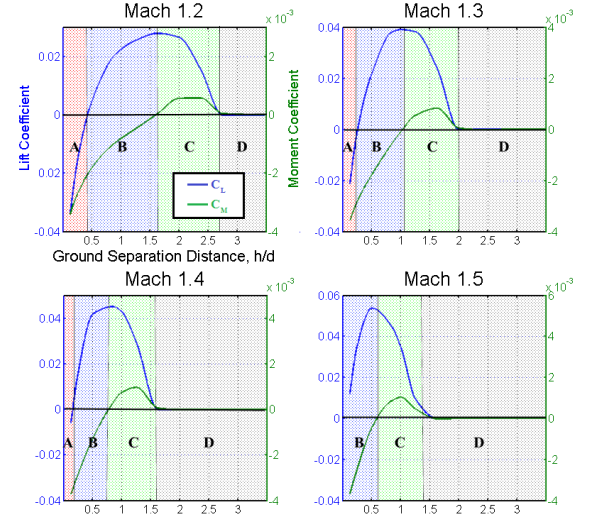 Mach 1.2
x 10⁻³
Lift Coefficient
0.02
0
0.02
-0.04
A
B
C
D
C_L
C_M
2
0
-2
-4
0.5 1 1.5 2 2.5 3
Ground Separation Distance, h/d
Mach 1.3
x 10⁻³
Moment Coefficient
0.04
0.02
0
-0.02
-0.04
A
B
C
D
4
2
0
-2
-4
0.5 1 1.5 2 2.5 3
Mach 1.4
x 10⁻³
0.04
0.02
0
-0.02
-0.04
A
B
C
D
4
2
0
-2
-4
0.5 1 1.5 2 2.5 3
Mach 1.5
x 10⁻³
0.06
0.04
0.02
0
-0.02
-0.04
B
C
D
6
4
2
0
-2
-4
0.5 1 1.5 2 2.5 3